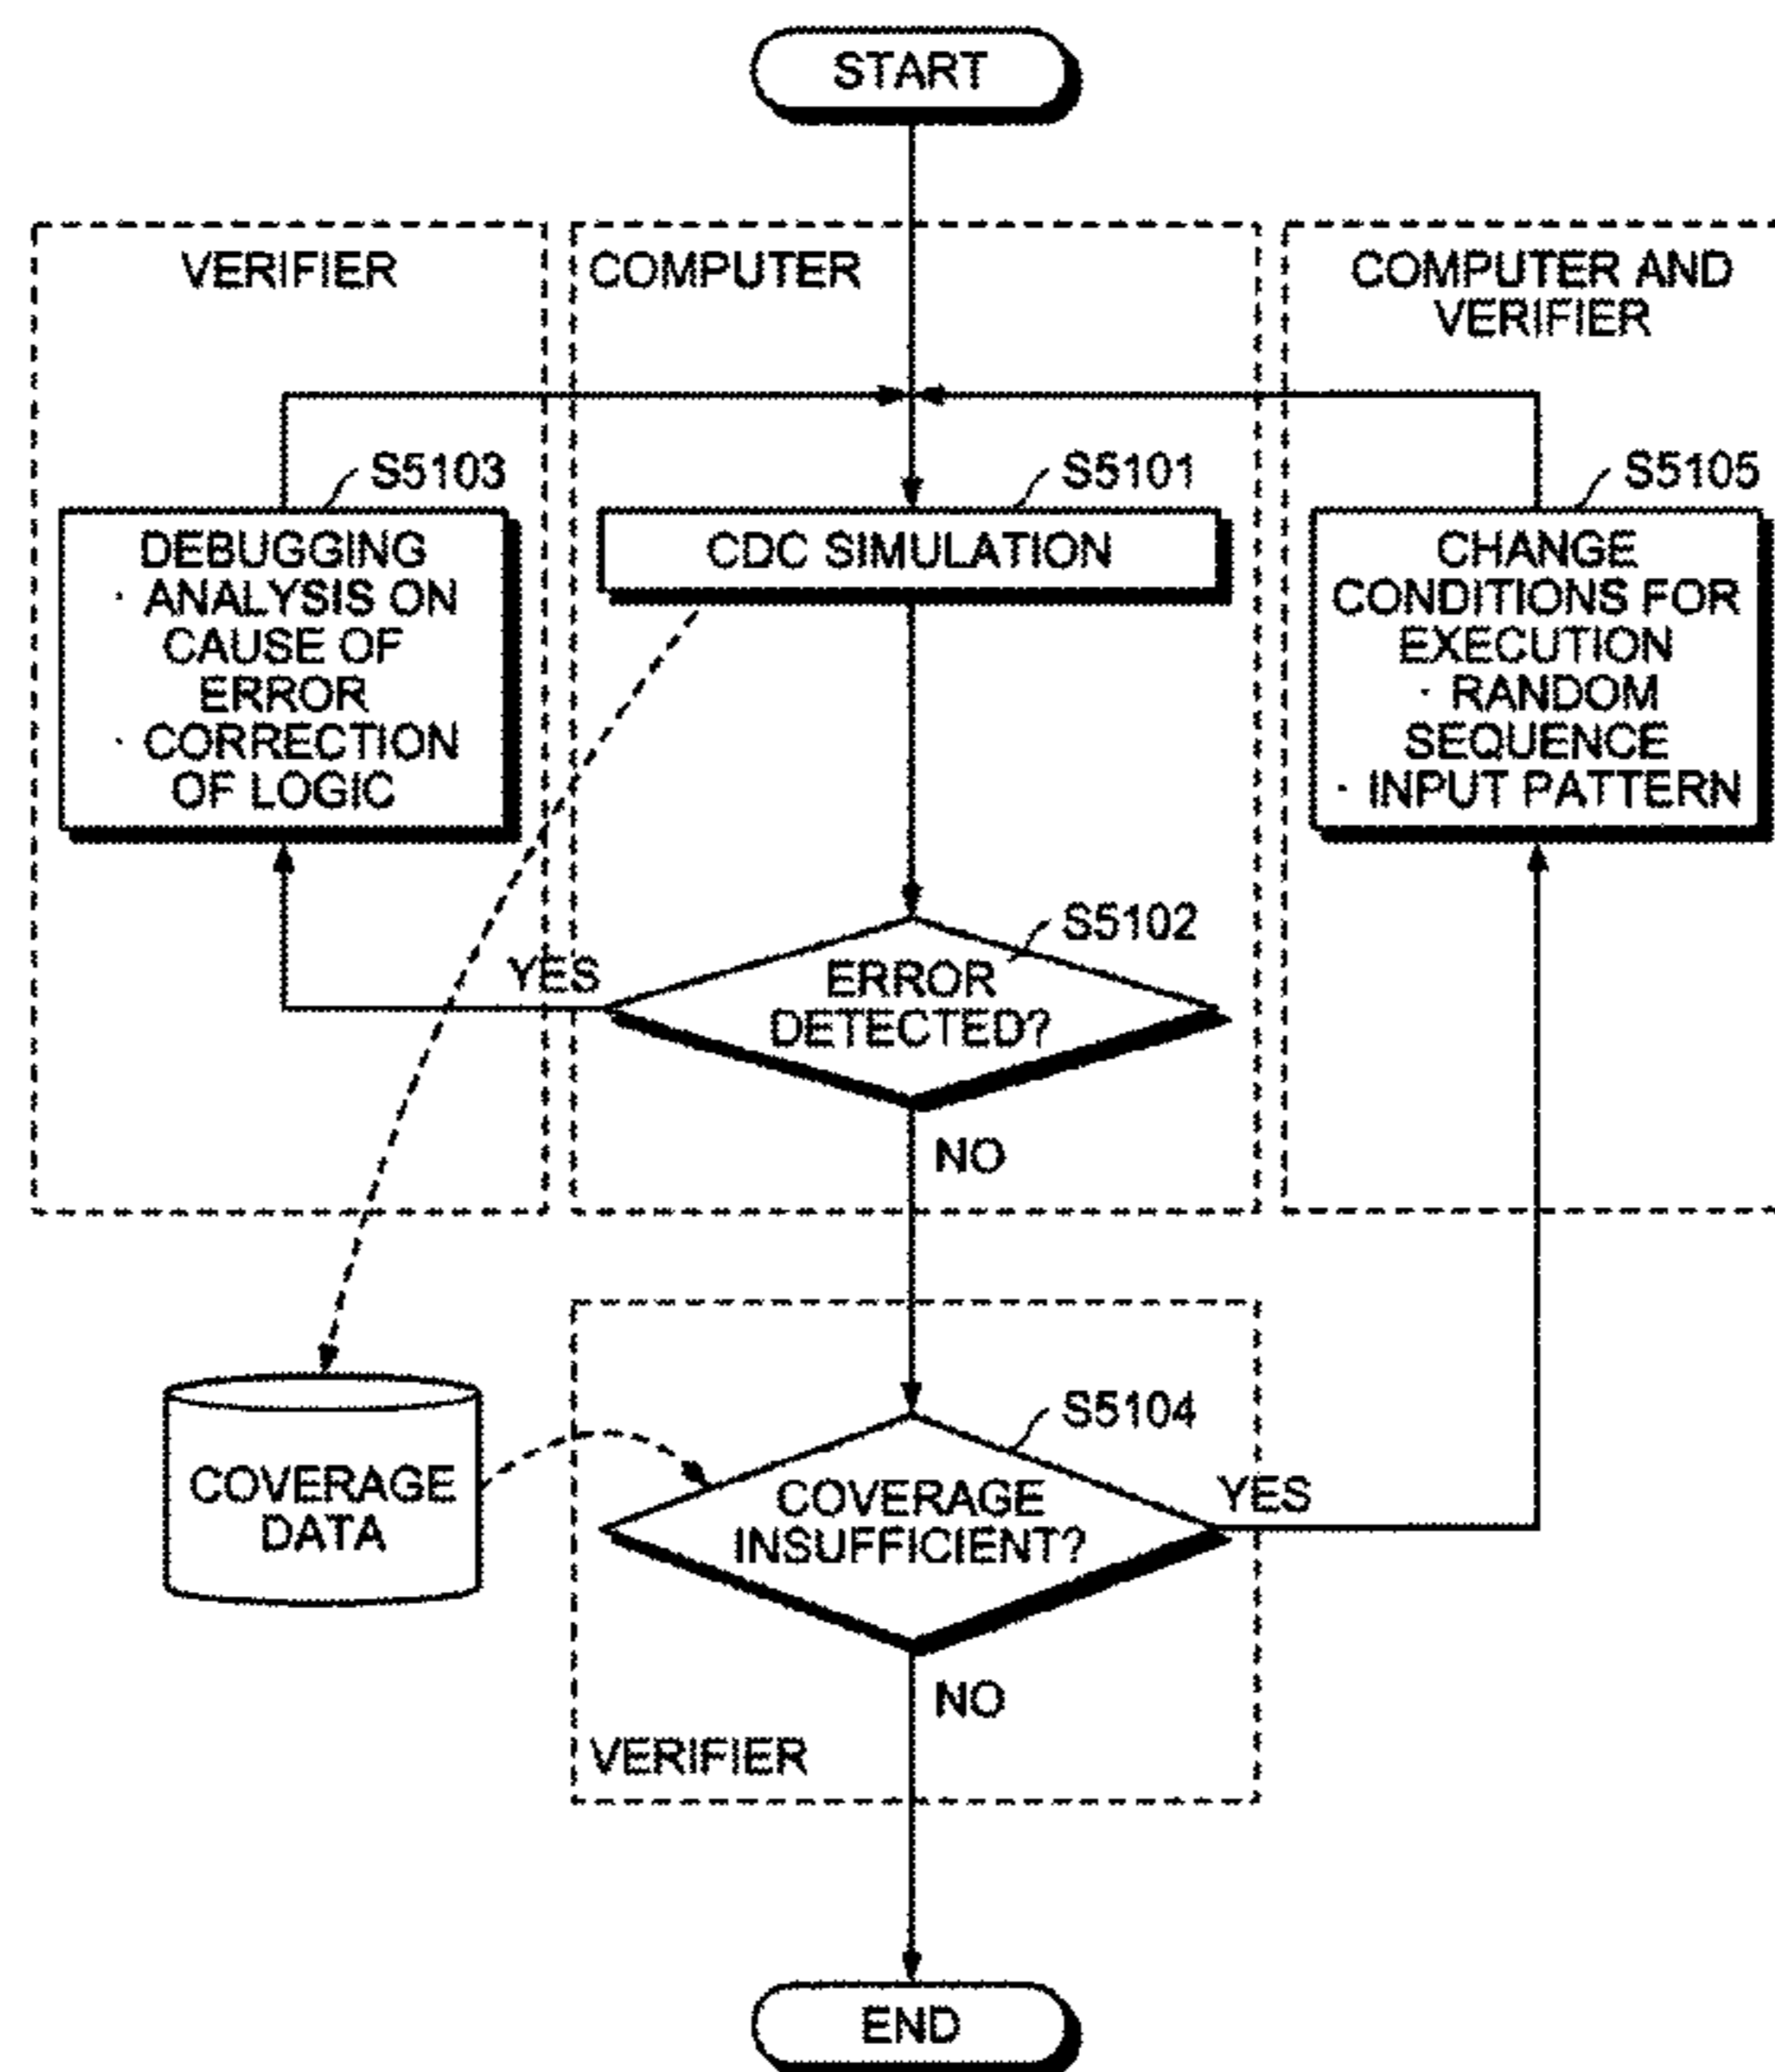 START
VERIFIER
COMPUTER
COMPUTER AND
VERIFIER
S5103
DEBUGGING
· ANALYSIS ON
CAUSE OF
ERROR
· CORRECTION
OF LOGIC
S5101
CDC SIMULATION
S5105
CHANGE
CONDITIONS FOR
EXECUTION
· RANDOM
SEQUENCE
· INPUT PATTERN
S5102
ERROR
DETECTED?
YES
NO
COVERAGE
DATA
S5104
COVERAGE
INSUFFICIENT?
YES
NO
VERIFIER
END